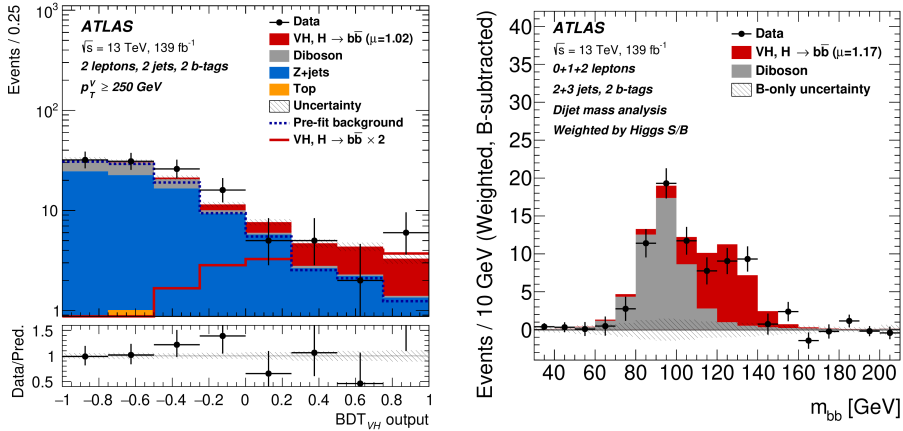 Events / 0.25
10³
10²
10
1
ATLAS
√s = 13 TeV, 139 fb⁻¹
2 leptons, 2 jets, 2 b-tags
p_T^V ≥ 250 GeV
Data
VH, H → bb̅ (μ=1.02)
Diboson
Z+jets
Top
Uncertainty
Pre-fit background
VH, H → bb̅ × 2
Data/Pred.
1.5
1
0.5
−1 −0.8 −0.6 −0.4 −0.2 0 0.2 0.4 0.6 0.8 1
BDT_VH output
Events / 10 GeV (Weighted, B-subtracted)
40
35
30
25
20
15
10
5
0
ATLAS
√s = 13 TeV, 139 fb⁻¹
0+1+2 leptons
2+3 jets, 2 b-tags
Dijet mass analysis
Weighted by Higgs S/B
Data
VH, H → bb̅ (μ=1.17)
Diboson
B-only uncertainty
40 60 80 100 120 140 160 180 200
m_bb [GeV]